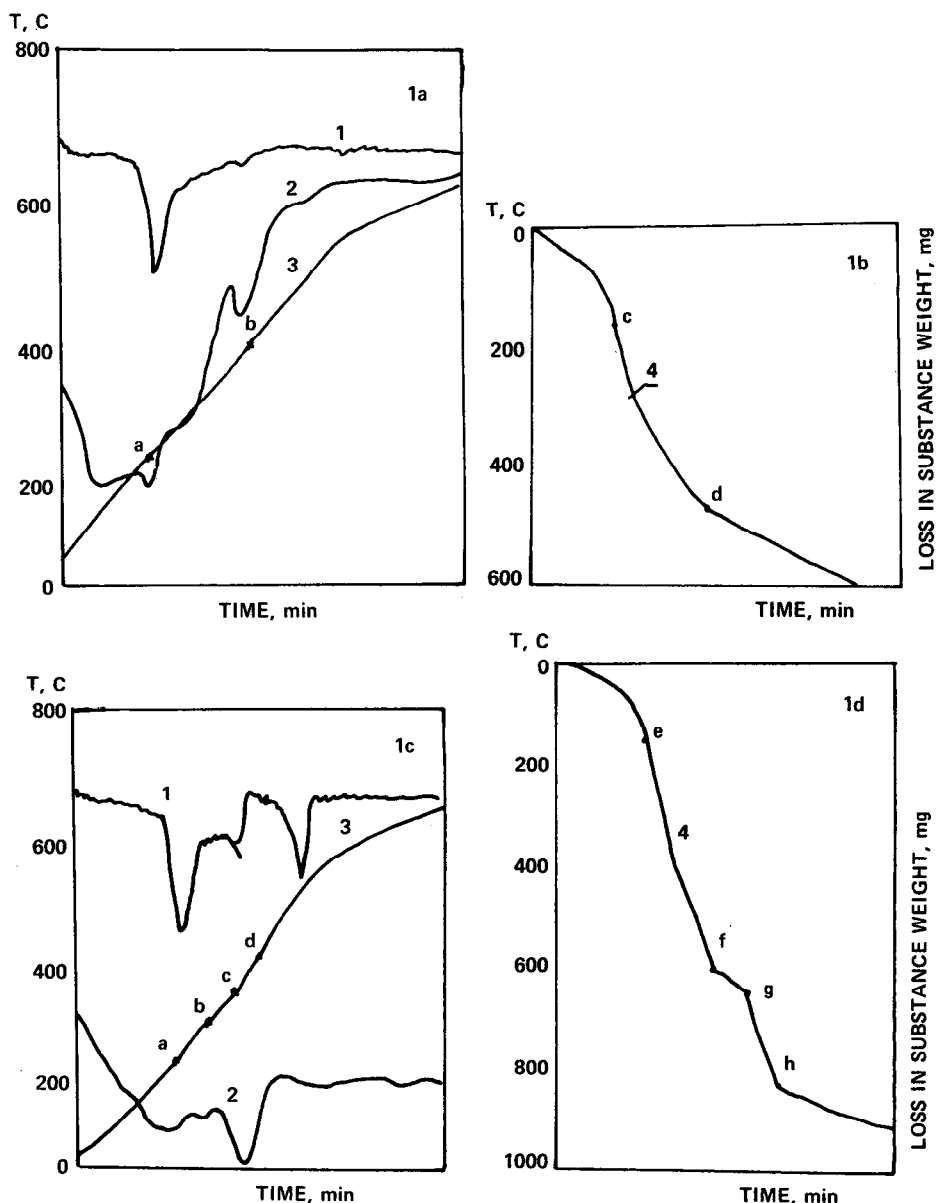 T, C
800
600
400
200
0
1a
1
2
3
a
b
TIME, min
T, C
0
200
400
600
1b
c
4
d
TIME, min
LOSS IN SUBSTANCE WEIGHT, mg
T, C
800
600
400
200
0
1c
1
2
3
a
b
c
d
TIME, min
T, C
0
200
400
600
800
1000
1d
e
4
f
g
h
TIME, min
LOSS IN SUBSTANCE WEIGHT, mg